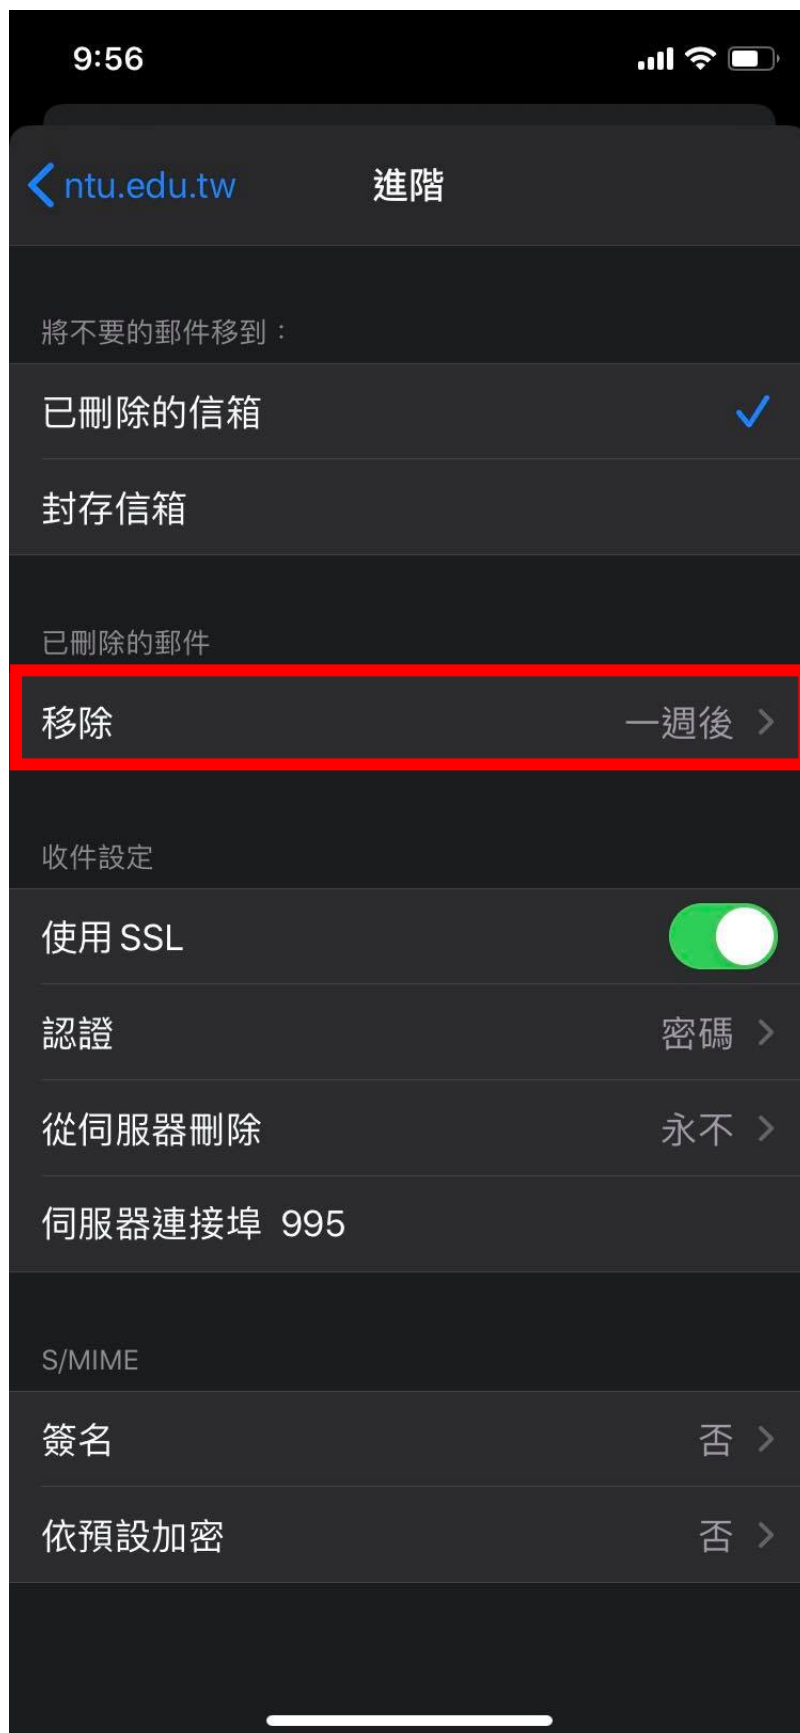 9:56
ntu.edu.tw 進階
將不要的郵件移到：
已刪除的信箱
封存信箱
已刪除的郵件
移除 一週後
收件設定
使用 SSL
認證 密碼
從伺服器刪除 永不
伺服器連接埠 995
S/MIME
簽名 否
依預設加密 否